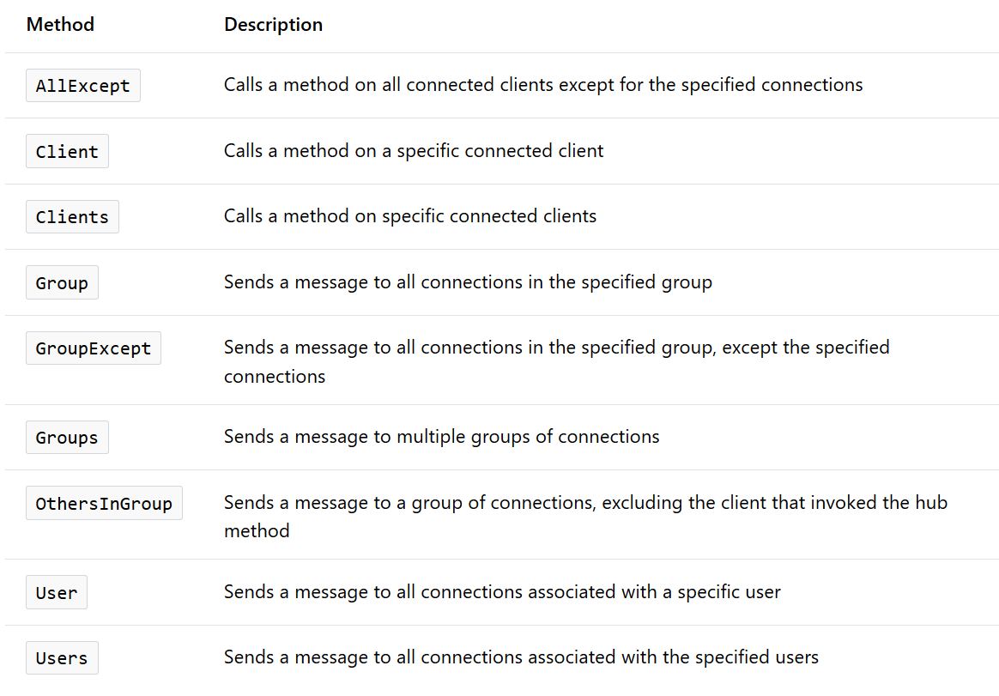 Method Description
AllExcept Calls a method on all connected clients except for the specified connections
Client Calls a method on a specific connected client
Clients Calls a method on specific connected clients
Group Sends a message to all connections in the specified group
GroupExcept Sends a message to all connections in the specified group, except the specified
connections
Groups Sends a message to multiple groups of connections
OthersInGroup Sends a message to a group of connections, excluding the client that invoked the hub
method
User Sends a message to all connections associated with a specific user
Users Sends a message to all connections associated with the specified users